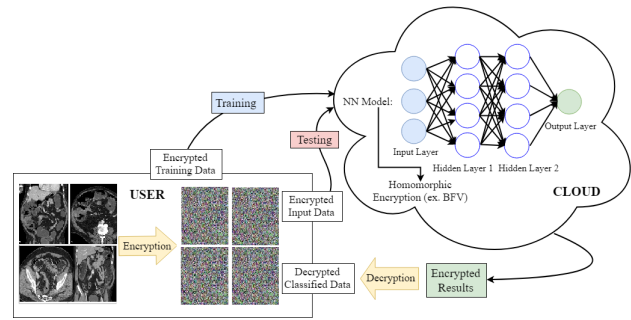 Training
NN Model:
Input Layer
Hidden Layer 1
Hidden Layer 2
Output Layer
Testing
Homomorphic
Encryption (ex. BFV)
CLOUD
Encrypted
Training Data
USER
Encryption
Encrypted
Input Data
Decrypted
Classified Data
Decryption
Encrypted
Results